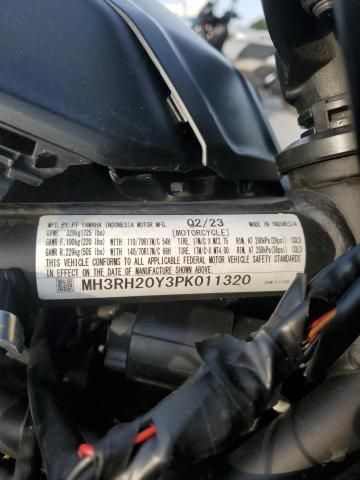 MFD. BY PT. YAMAHA INDONESIA MOTOR MFG. 02/23 MADE IN INDONESIA
GVWR 329kg(725 lbs) [MOTORCYCLE]
GAWR F:100kg(220 lbs) WITH 110/70R17M/C 54H TIRE, 17M/C X MT2.75 RIM, AT 200kPa(29psi) COLD
GAWR R:229kg(505 lbs) WITH 140/70R17M/C 66H TIRE, 17M/C X MT4.00 RIM, AT 250kPa(36psi) COLD
THIS VEHICLE CONFORMS TO ALL APPLICABLE FEDERAL MOTOR VEHICLE SAFETY STANDARDS
IN EFFECT ON THE DATE OF MANUFACTURE SHOWN ABOVE.
MH3RH20Y3PK011320